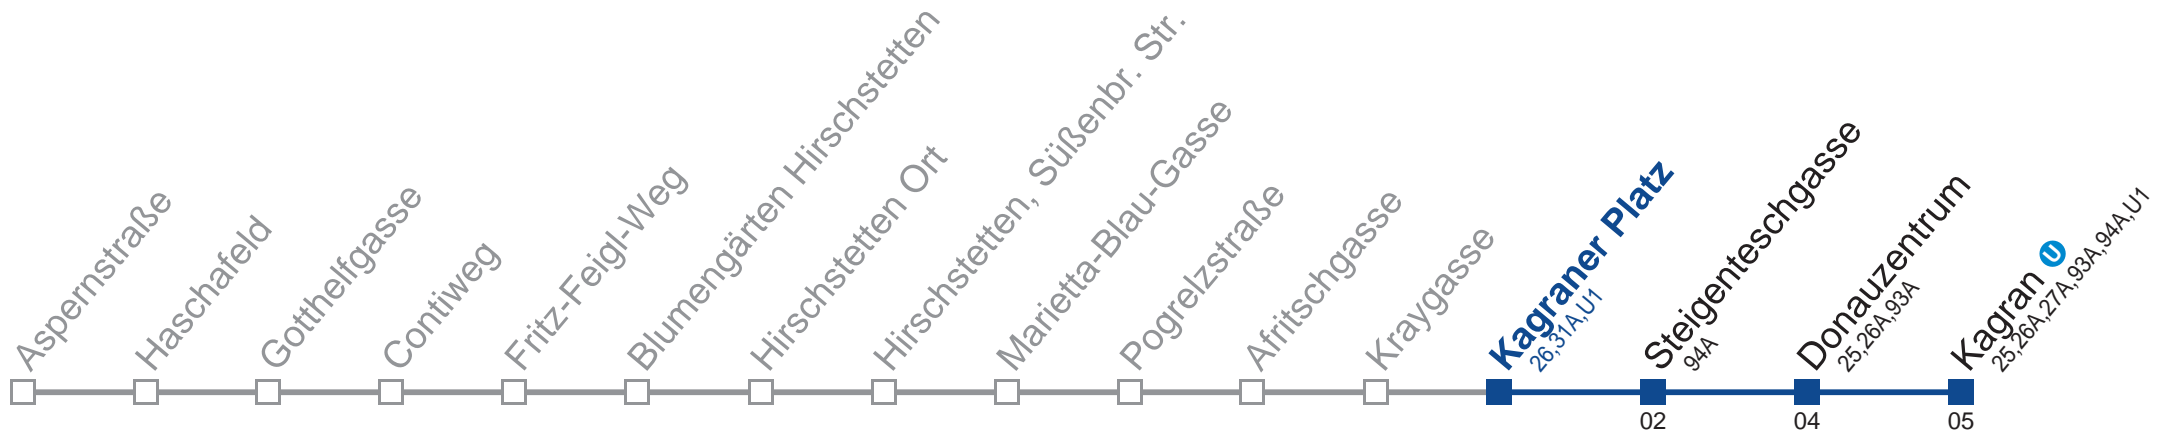 Aspernstraße
Haschafeld
Gotthelfgasse
Contiweg
Fritz-Feigl-Weg
Blumengärten Hirschstetten
Hirschstetten Ort
Hirschstetten, Süßenbr. Str.
Marietta-Blau-Gasse
Pogrelzstraße
Afritschgasse
Kraygasse
Kagraner Platz
26,31A,U1
Steigenteschgasse
94A
02
Donauzentrum
25,26A,93A
04
Kagran U
25,26A,27A,93A,94A,U1
05